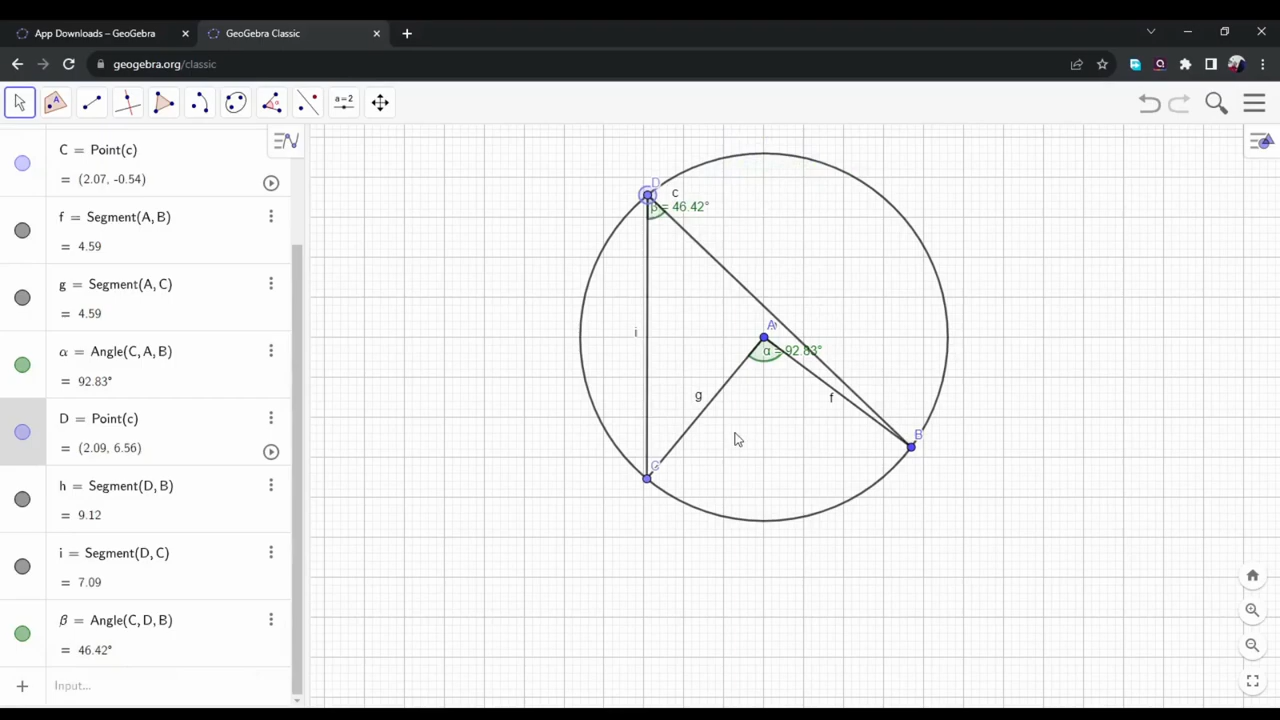 App Downloads – GeoGebra
GeoGebra Classic
geogebra.org/classic
A
a=2
C = Point(c)
= (2.07, -0.54)
f = Segment(A, B)
= 4.59
g = Segment(A, C)
= 4.59
α = Angle(C, A, B)
= 92.83°
D = Point(c)
= (2.09, 6.56)
h = Segment(D, B)
= 9.12
i = Segment(D, C)
= 7.09
β = Angle(C, D, B)
= 46.42°
Input...
D
c
β = 46.42°
i
A
α = 92.83°
g
f
B
C